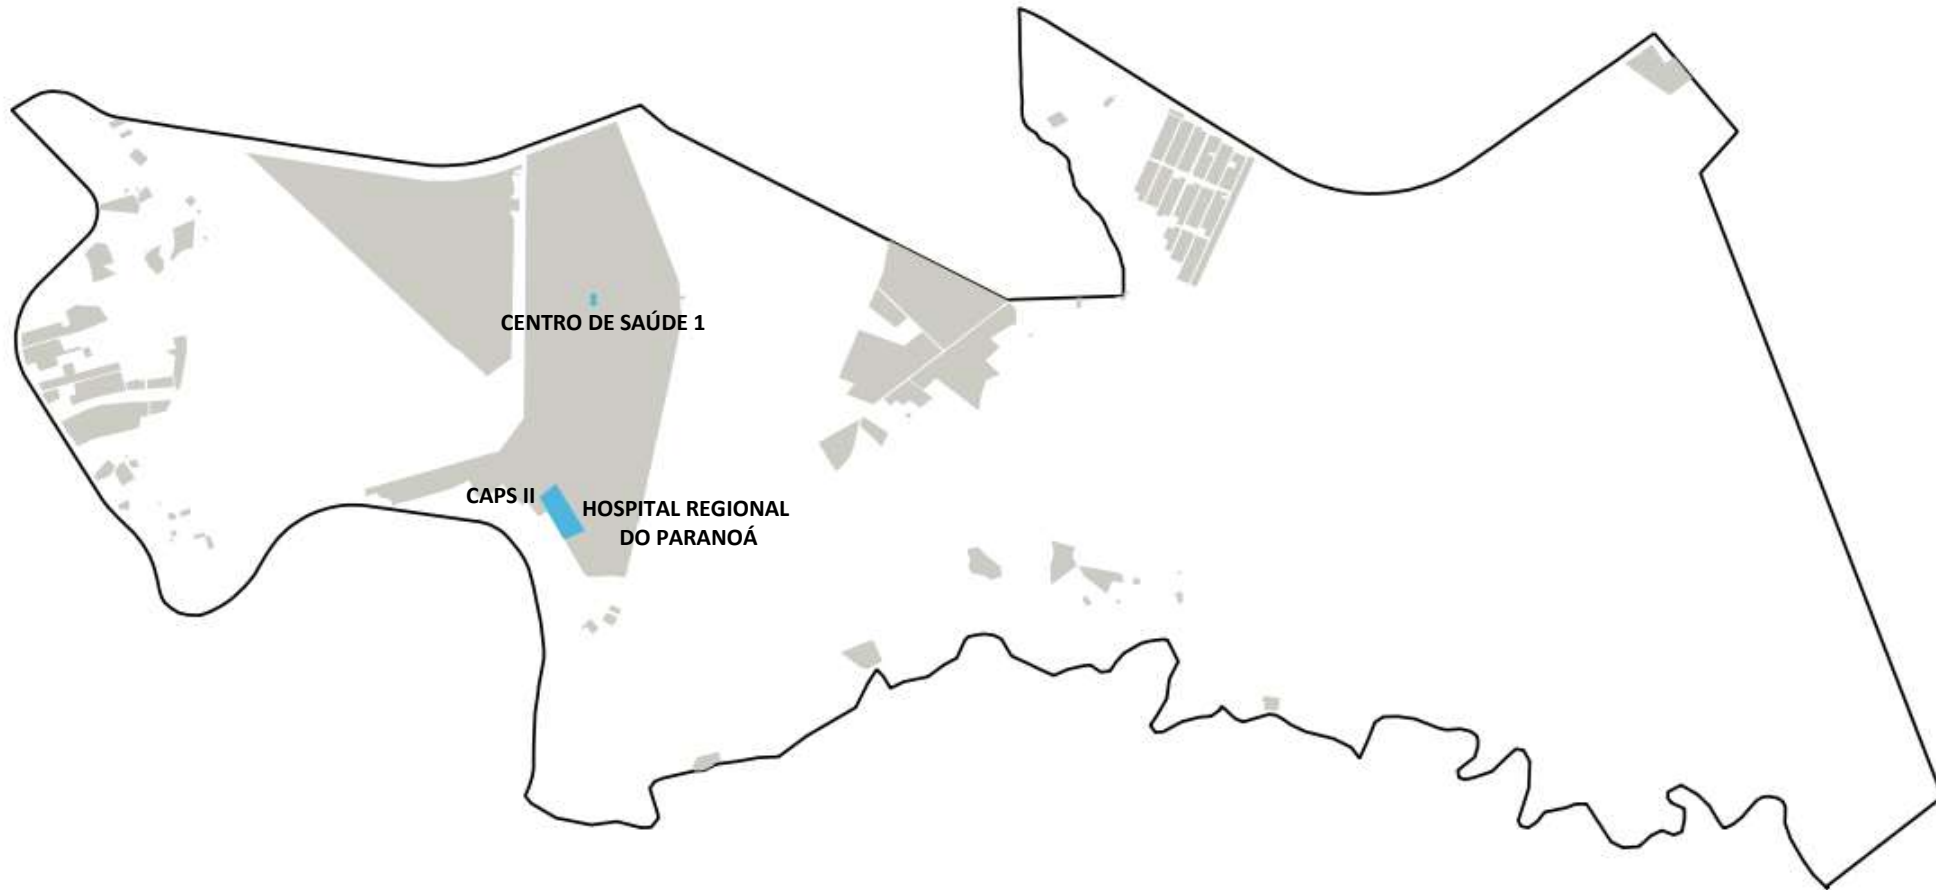 CENTRO DE SAÚDE 1
CAPS II
HOSPITAL REGIONAL
DO PARANOÁ